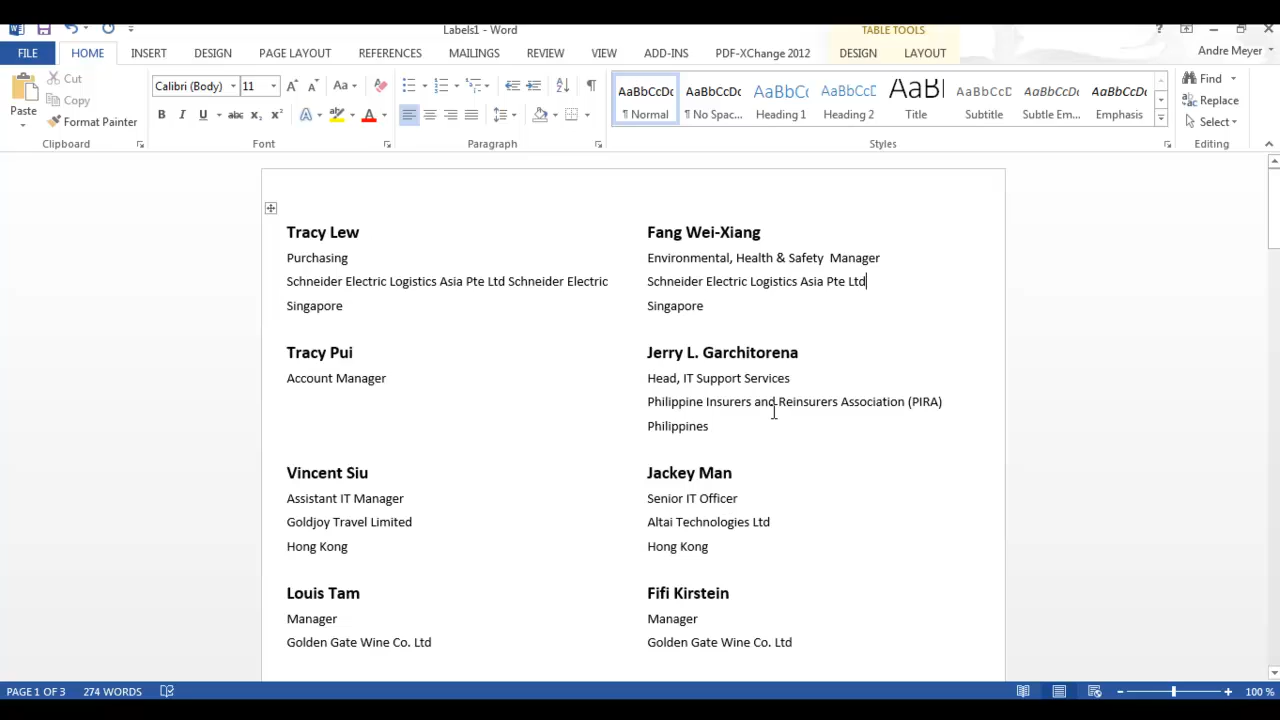 Labels1 - Word
TABLE TOOLS
?
FILE
HOME
INSERT
DESIGN
PAGE LAYOUT
REFERENCES
MAILINGS
REVIEW
VIEW
ADD-INS
PDF-XChange 2012
DESIGN
LAYOUT
Andre Meyer
Paste
Cut
Copy
Format Painter
Clipboard
Calibri (Body)
11
A A Aa
B I U abc x₂ x² A A
Font
Paragraph
AaBbCcDc
¶ Normal
AaBbCcDc
¶ No Spac...
AaBbCc
Heading 1
AaBbCcD
Heading 2
AaBl
Title
AaBbCcD
Subtitle
AaBbCcDc
Subtle Em...
AaBbCcDc
Emphasis
Styles
Find
Replace
Select
Editing
Tracy Lew
Purchasing
Schneider Electric Logistics Asia Pte Ltd Schneider Electric
Singapore
Fang Wei-Xiang
Environmental, Health & Safety  Manager
Schneider Electric Logistics Asia Pte Ltd
Singapore
Tracy Pui
Account Manager
Jerry L. Garchitorena
Head, IT Support Services
Philippine Insurers and Reinsurers Association (PIRA)
Philippines
Vincent Siu
Assistant IT Manager
Goldjoy Travel Limited
Hong Kong
Jackey Man
Senior IT Officer
Altai Technologies Ltd
Hong Kong
Louis Tam
Manager
Golden Gate Wine Co. Ltd
Fifi Kirstein
Manager
Golden Gate Wine Co. Ltd
PAGE 1 OF 3
274 WORDS
100 %